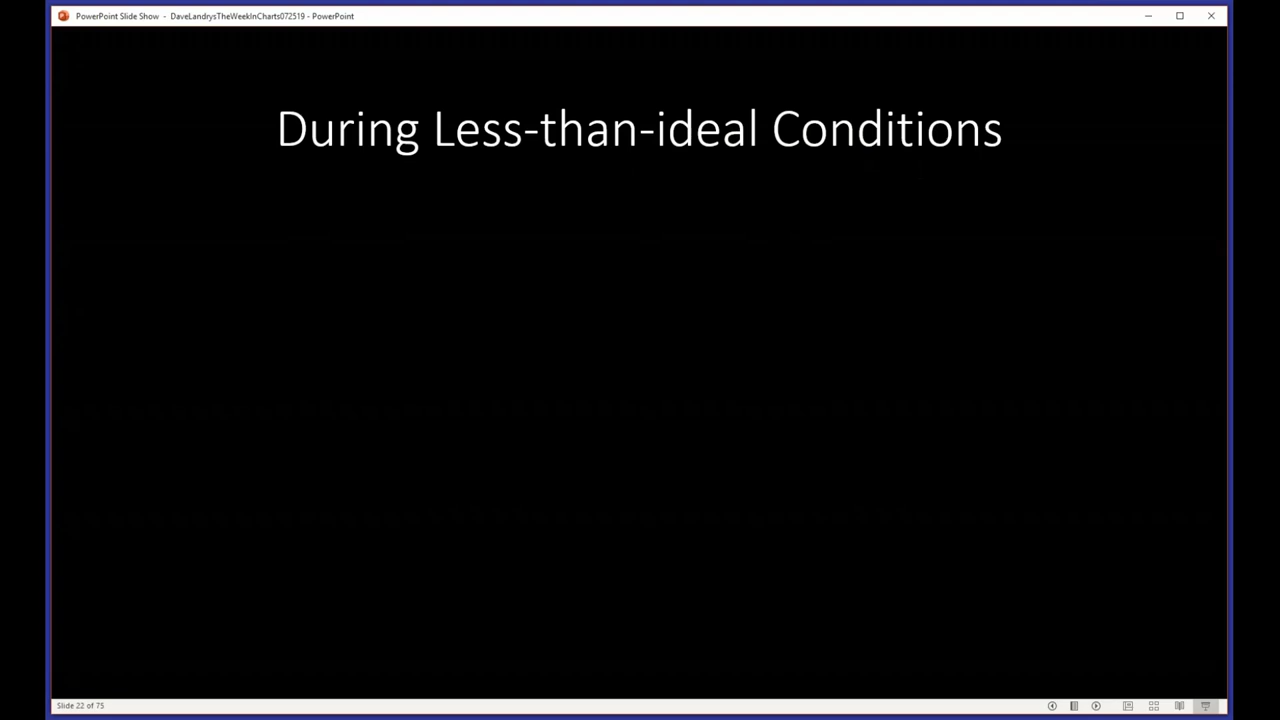 PowerPoint Slide Show - DaveLandrysTheWeekInCharts072519 - PowerPoint
During Less-than-ideal Conditions
Slide 22 of 75